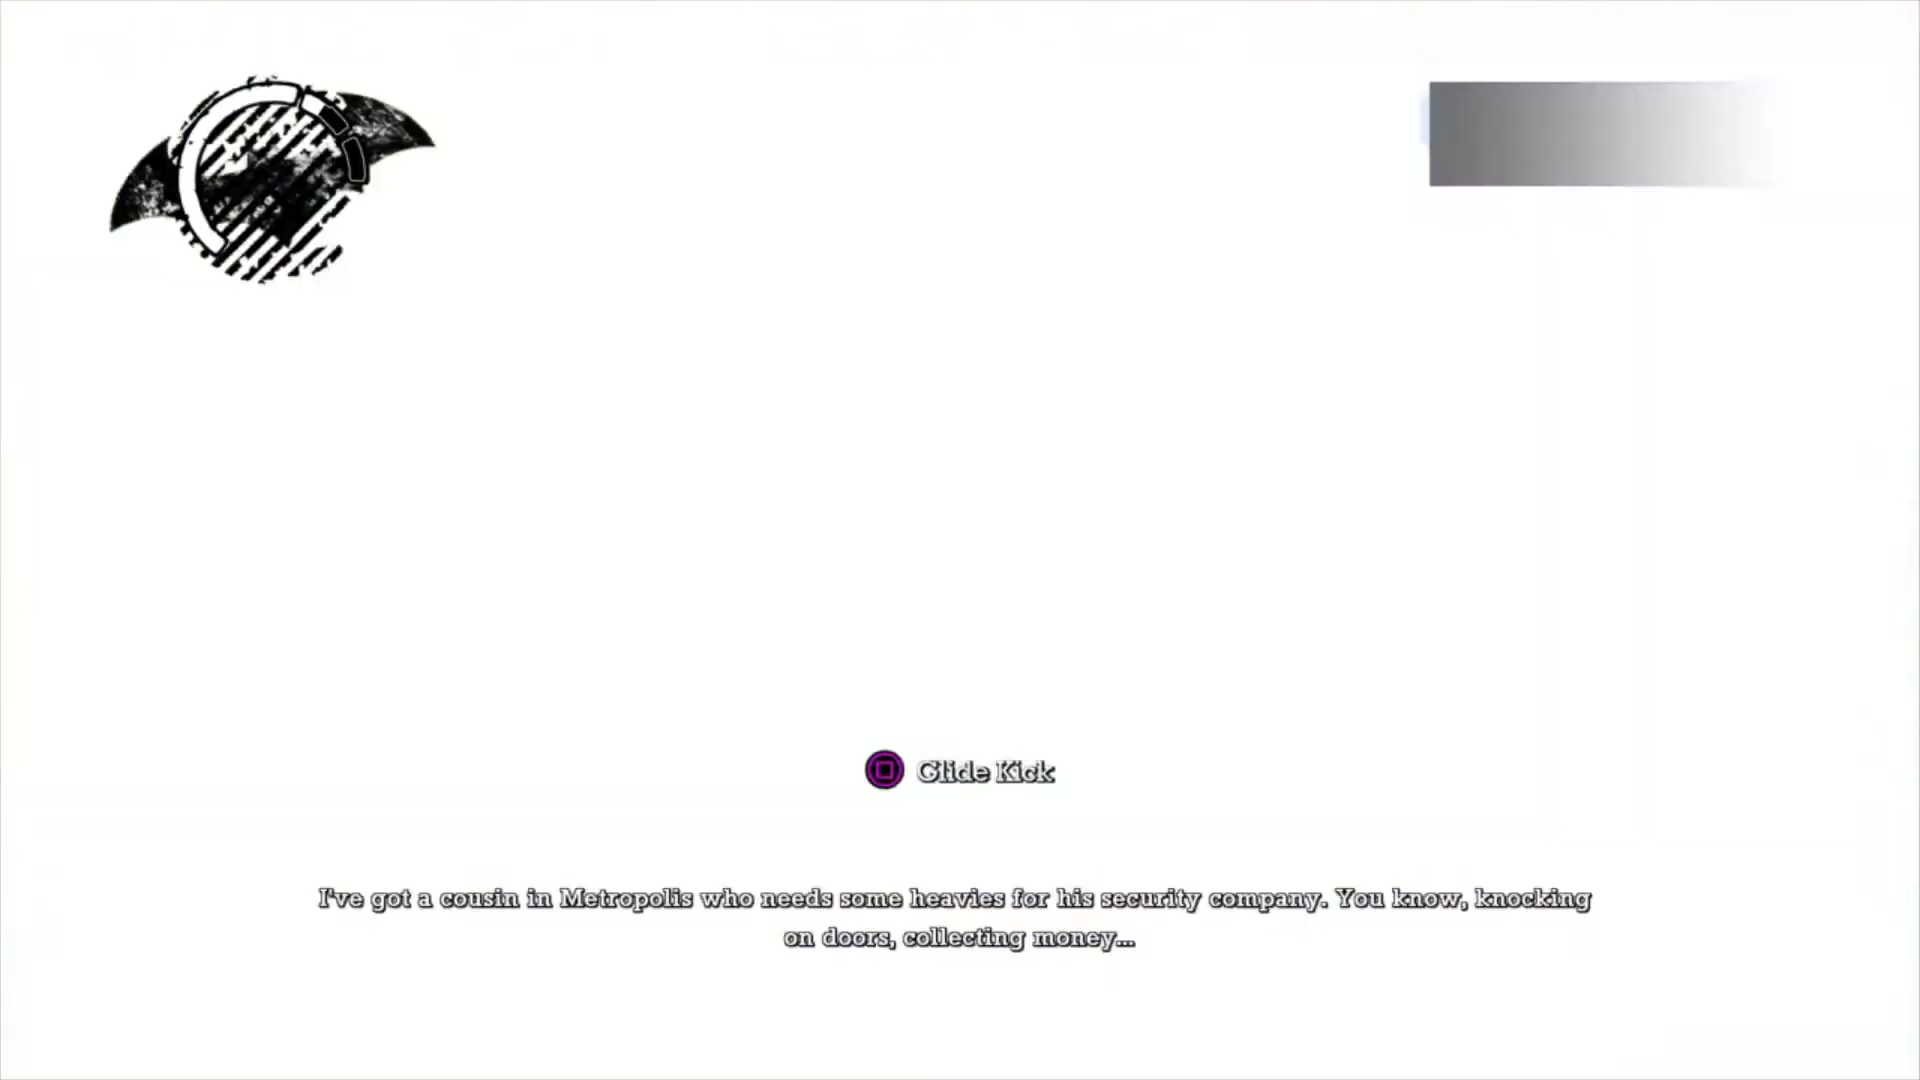 Glide Kick
I've got a cousin in Metropolis who needs some heavies for his security company. You know, knocking
on doors, collecting money...